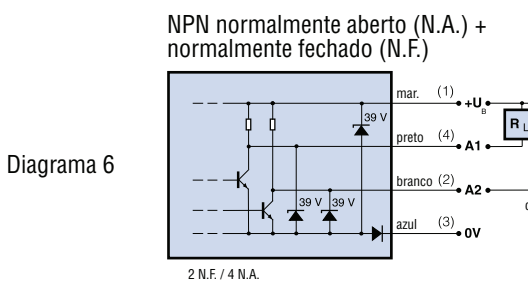 NPN normalmente aberto (N.A.) +
normalmente fechado (N.F.)
Diagrama 6
mar. (1) +UB
39 V
RL
preto (4) A1
branco (2) A2
39 V 39 V
azul (3) 0V
2 N.F. / 4 N.A.